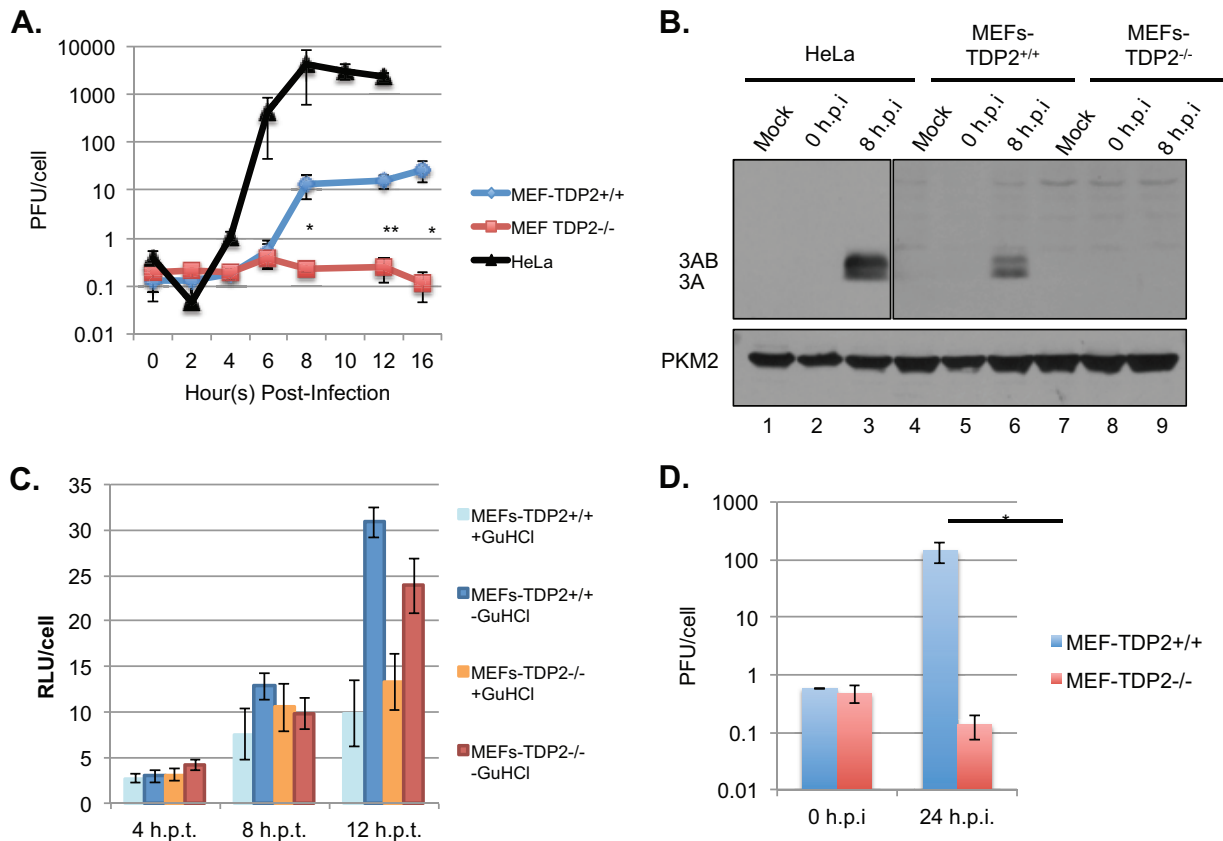 A.
10000
1000
100
10
1
0.1
0.01
PFU/cell
0 2 4 6 8 10 12 16
Hour(s) Post-Infection
* ** *
MEF-TDP2+/+
MEF TDP2-/-
HeLa
B.
HeLa
MEFs-
TDP2+/+
MEFs-
TDP2-/-
Mock 0 h.p.i 8 h.p.i Mock 0 h.p.i 8 h.p.i Mock 0 h.p.i 8 h.p.i
3AB
3A
PKM2
1 2 3 4 5 6 7 8 9
C.
35
30
25
20
15
10
5
0
RLU/cell
4 h.p.t. 8 h.p.t. 12 h.p.t.
MEFs-TDP2+/+
+GuHCl
MEFs-TDP2+/+
-GuHCl
MEFs-TDP2-/-
+GuHCl
MEFs-TDP2-/-
-GuHCl
D.
1000
100
10
1
0.1
0.01
PFU/cell
*
0 h.p.i 24 h.p.i.
MEF-TDP2+/+
MEF-TDP2-/-